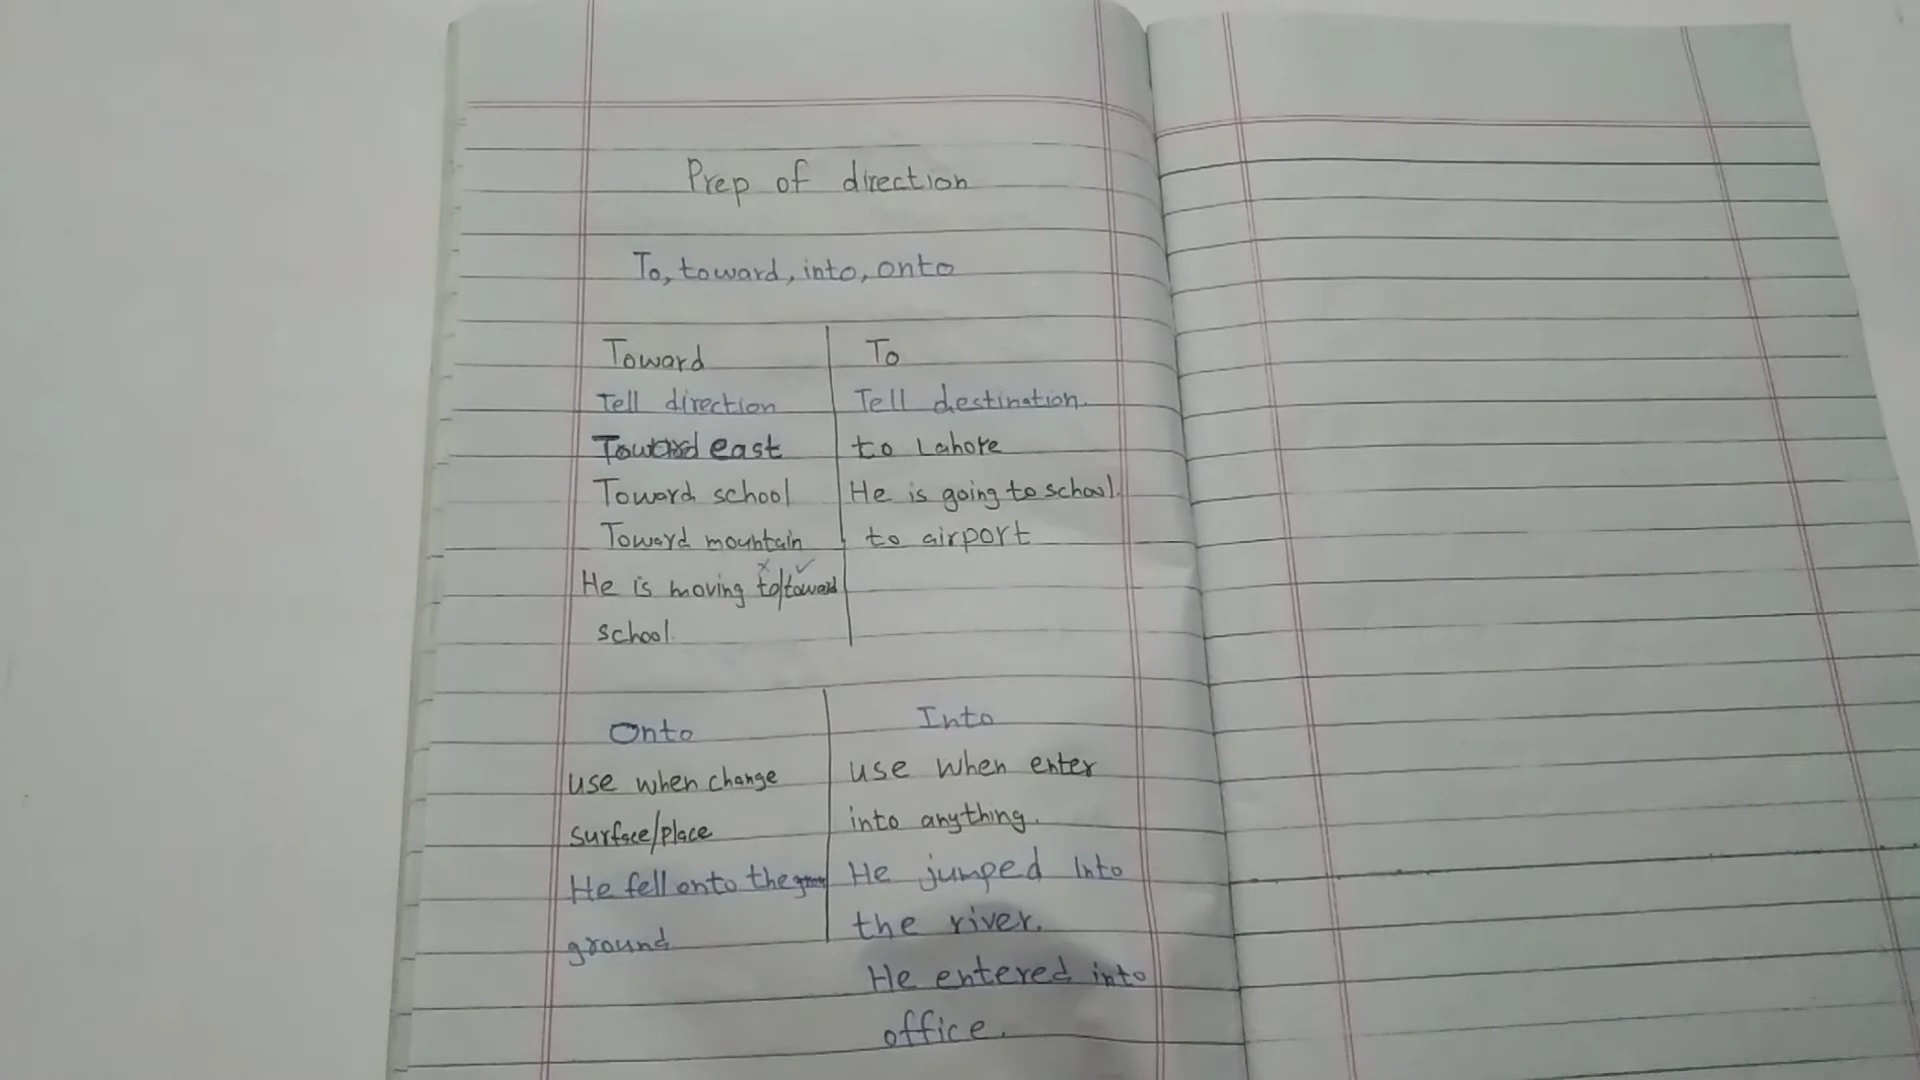 Prep of direction
To, toward, into, onto
Toward
Tell direction
Toward east
Toward school
Toward mountain
x ✓
He is moving to/toward
school.
To
Tell destination.
to Lahore
He is going to school.
to airport
Onto
use when change
surface/place
He fell onto the
ground
Into
use when enter
into anything.
He jumped into
the river.
He entered into
office.